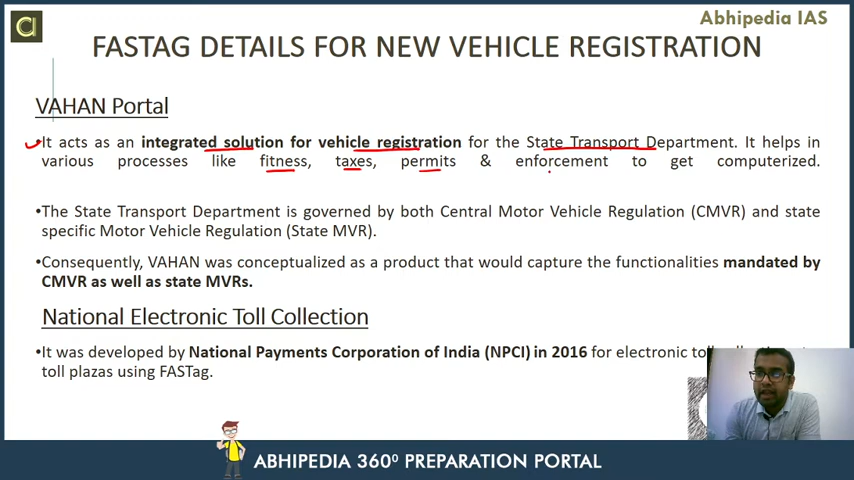 Abhipedia IAS
a
FASTAG DETAILS FOR NEW VEHICLE REGISTRATION
VAHAN Portal
•It acts as an integrated solution for vehicle registration for the State Transport Department. It helps in
various processes like fitness, taxes, permits & enforcement to get computerized.
•The State Transport Department is governed by both Central Motor Vehicle Regulation (CMVR) and state
specific Motor Vehicle Regulation (State MVR).
•Consequently, VAHAN was conceptualized as a product that would capture the functionalities mandated by
CMVR as well as state MVRs.
National Electronic Toll Collection
•It was developed by National Payments Corporation of India (NPCI) in 2016 for electronic
toll plazas using FASTag.
ABHIPEDIA 360⁰ PREPARATION PORTAL